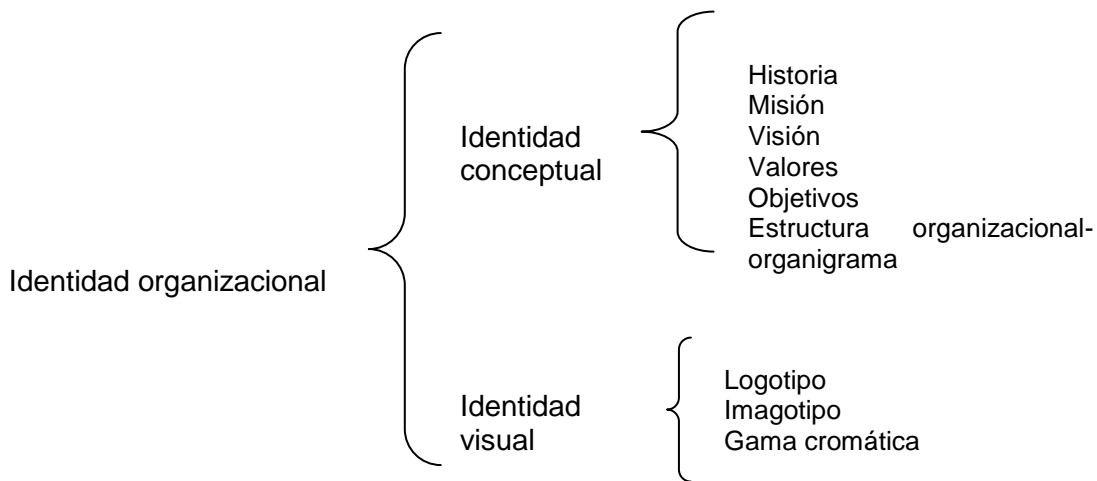 Identidad organizacional
Identidad
conceptual
Historia
Misión
Visión
Valores
Objetivos
Estructura organizacional-
organigrama
Identidad
visual
Logotipo
Imagotipo
Gama cromática